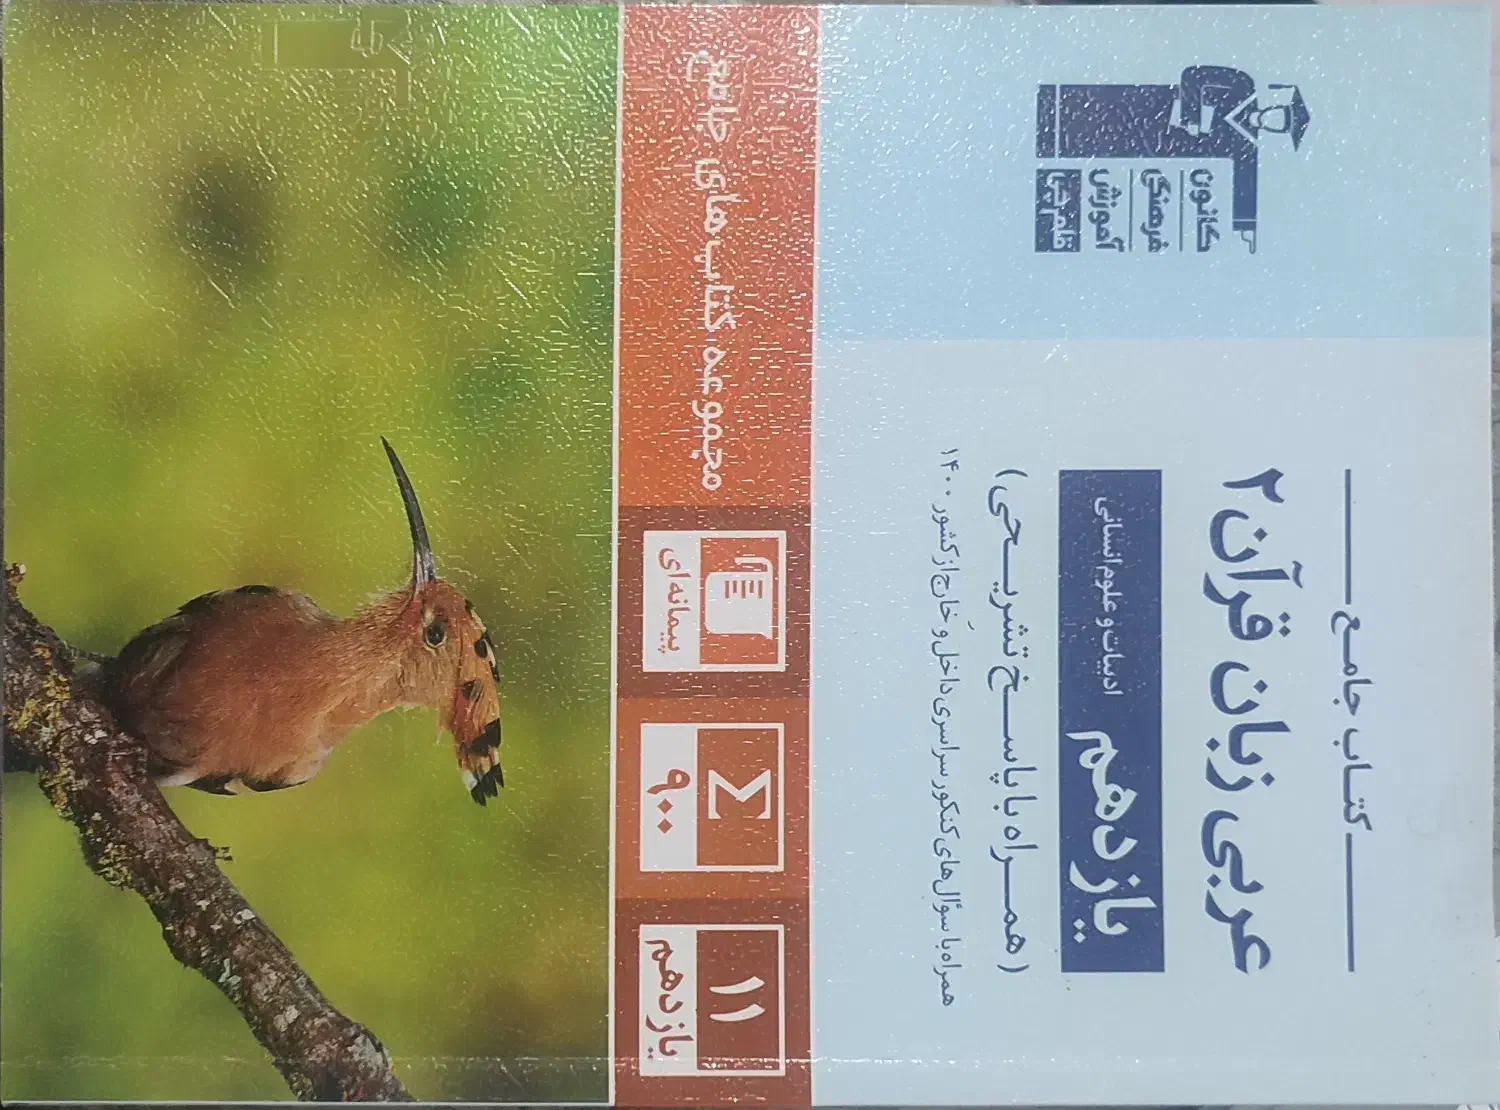 کانون
فرهنگی
آموزش
قلم‌چی
کتاب جامع
عربی زبان قرآن ۲
یازدهم ادبیات و علوم انسانی
(همراه با پاسخ تشریحی)
همراه با سؤال‌های کنکور سراسری داخل و خارج از کشور ۱۴۰۰
مجموعه کتاب‌های جامع
پیمانه‌ای
Σ
۹۰۰
۱۱
یازدهم